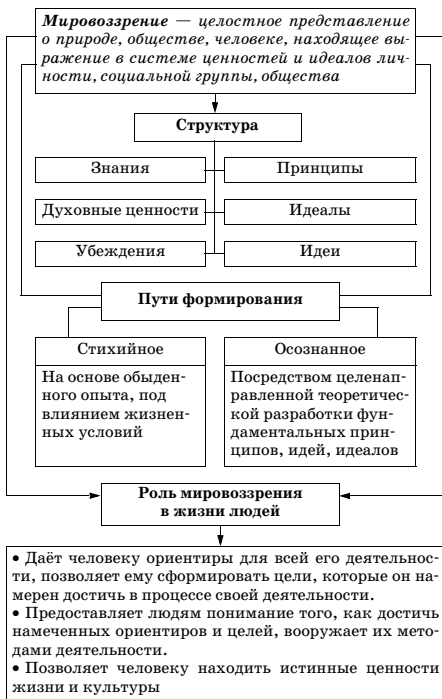 Мировоззрение — целостное представление
о природе, обществе, человеке, находящее вы-
ражение в системе ценностей и идеалов лич-
ности, социальной группы, общества
Структура
Знания
Принципы
Духовные ценности
Идеалы
Убеждения
Идеи
Пути формирования
Стихийное
На основе обыден-
ного опыта, под
влиянием жизнен-
ных условий
Осознанное
Посредством целенап-
равленной теоретичес-
кой разработки фун-
даментальных прин-
ципов, идей, идеалов
Роль мировоззрения
в жизни людей
• Даёт человеку ориентиры для всей его деятельнос-
ти, позволяет ему сформировать цели, которые он на-
мерен достичь в процессе своей деятельности.
• Предоставляет людям понимание того, как достичь
намеченных ориентиров и целей, вооружает их мето-
дами деятельности.
• Позволяет человеку находить истинные ценности
жизни и культуры